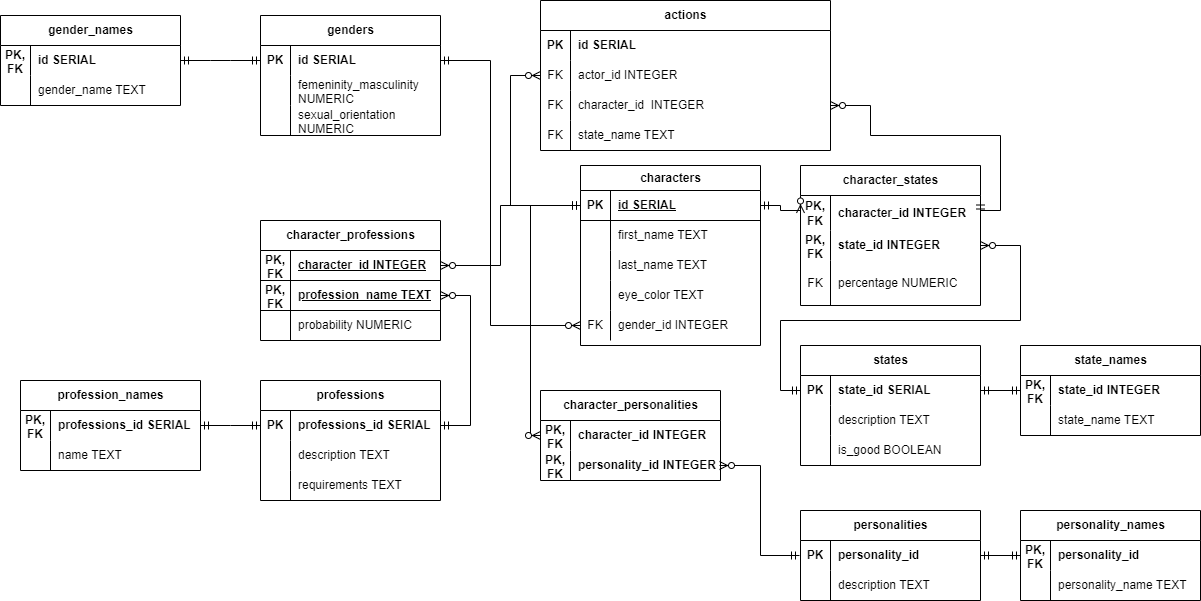 gender_names
PK,
FK
id SERIAL
gender_name TEXT
genders
PK
id SERIAL
femeninity_masculinity
NUMERIC
sexual_orientation
NUMERIC
actions
PK
id SERIAL
FK
actor_id INTEGER
FK
character_id  INTEGER
FK
state_name TEXT
characters
PK
id SERIAL
first_name TEXT
last_name TEXT
eye_color TEXT
FK
gender_id INTEGER
character_states
PK,
FK
character_id INTEGER
PK,
FK
state_id INTEGER
FK
percentage NUMERIC
character_professions
PK,
FK
character_id INTEGER
PK,
FK
profession_name TEXT
probability NUMERIC
profession_names
PK,
FK
professions_id SERIAL
name TEXT
professions
PK
professions_id SERIAL
description TEXT
requirements TEXT
character_personalities
PK,
FK
character_id INTEGER
PK,
FK
personality_id INTEGER
states
PK
state_id SERIAL
description TEXT
is_good BOOLEAN
state_names
PK,
FK
state_id INTEGER
state_name TEXT
personalities
PK
personality_id
description TEXT
personality_names
PK,
FK
personality_id
personality_name TEXT